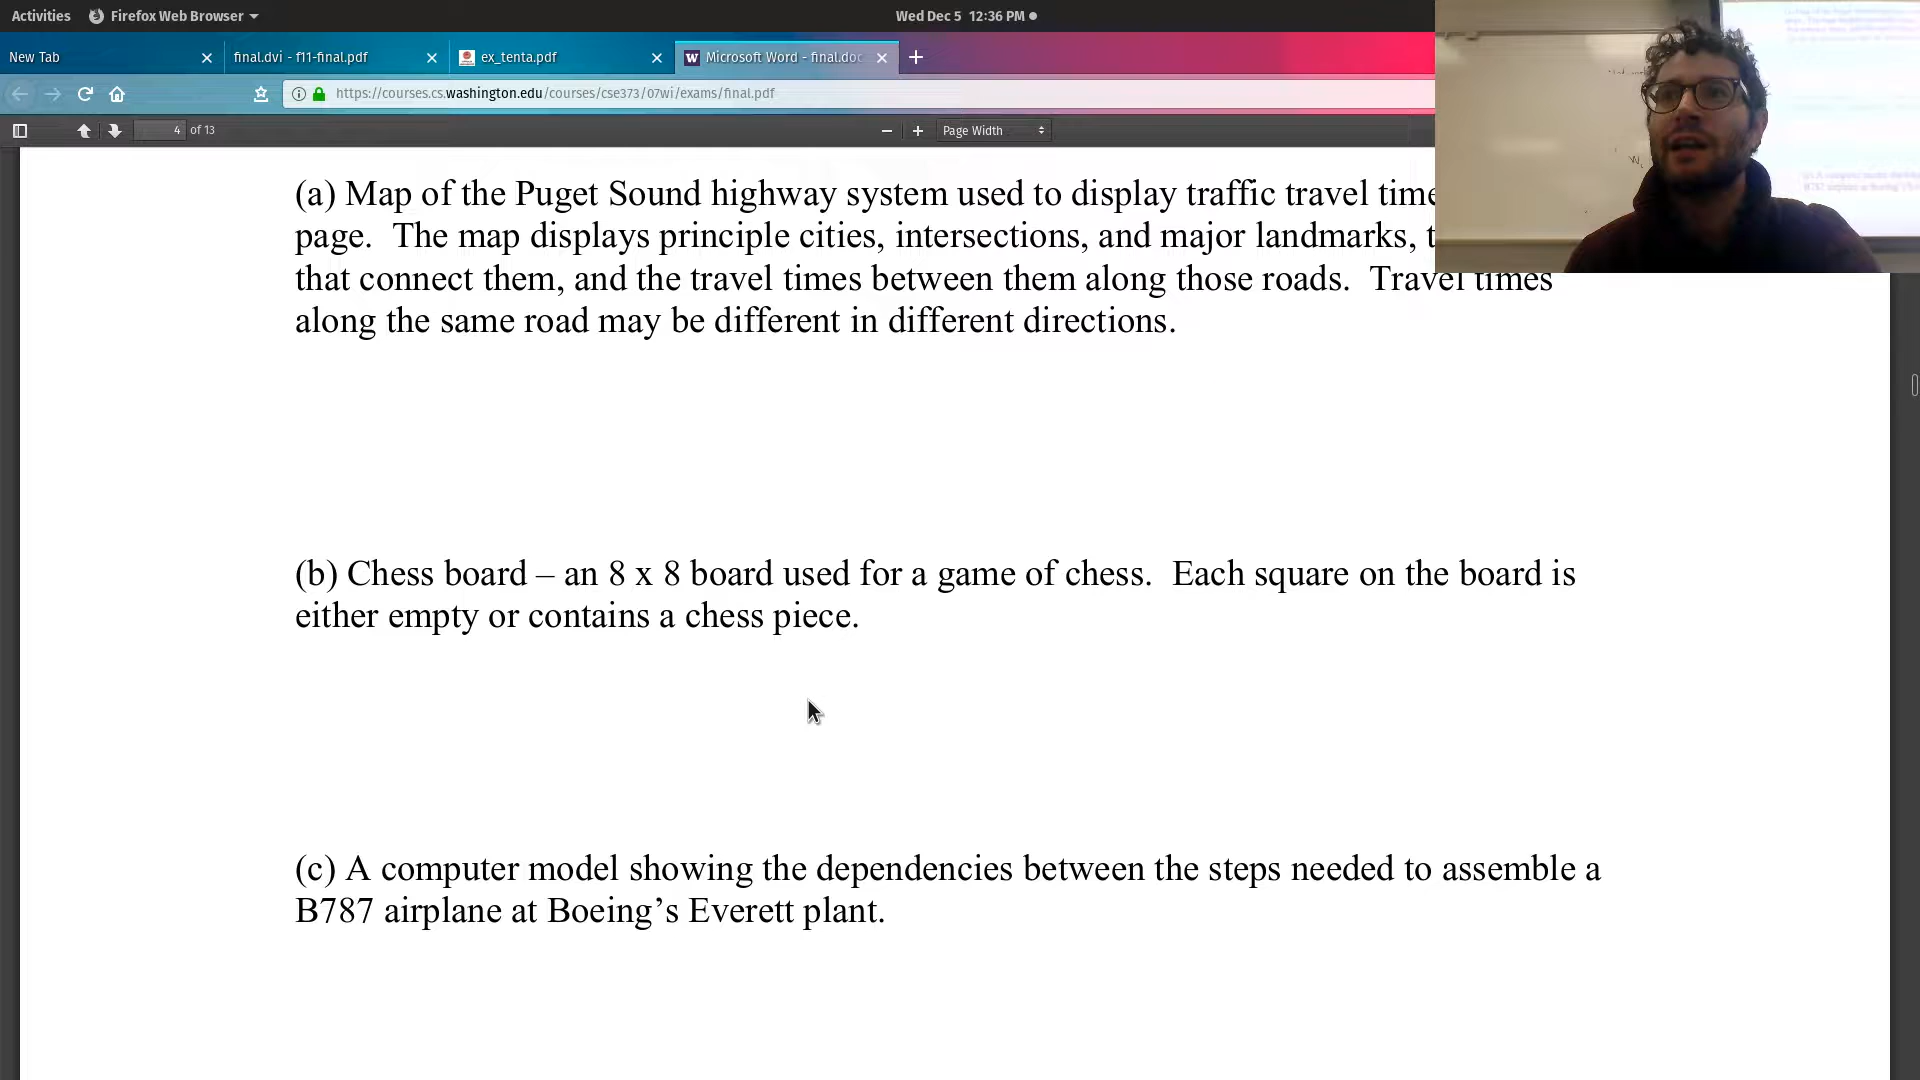 Activities Firefox Web Browser Wed Dec 5 12:36 PM
New Tab final.dvi - f11-final.pdf ex_tenta.pdf W Microsoft Word - final.doc
https://courses.cs.washington.edu/courses/cse373/07wi/exams/final.pdf
4 of 13 Page Width
(a) Map of the Puget Sound highway system used to display traffic travel time
page. The map displays principle cities, intersections, and major landmarks, t
that connect them, and the travel times between them along those roads. Travel times
along the same road may be different in different directions.
(b) Chess board – an 8 x 8 board used for a game of chess. Each square on the board is
either empty or contains a chess piece.
(c) A computer model showing the dependencies between the steps needed to assemble a
B787 airplane at Boeing’s Everett plant.